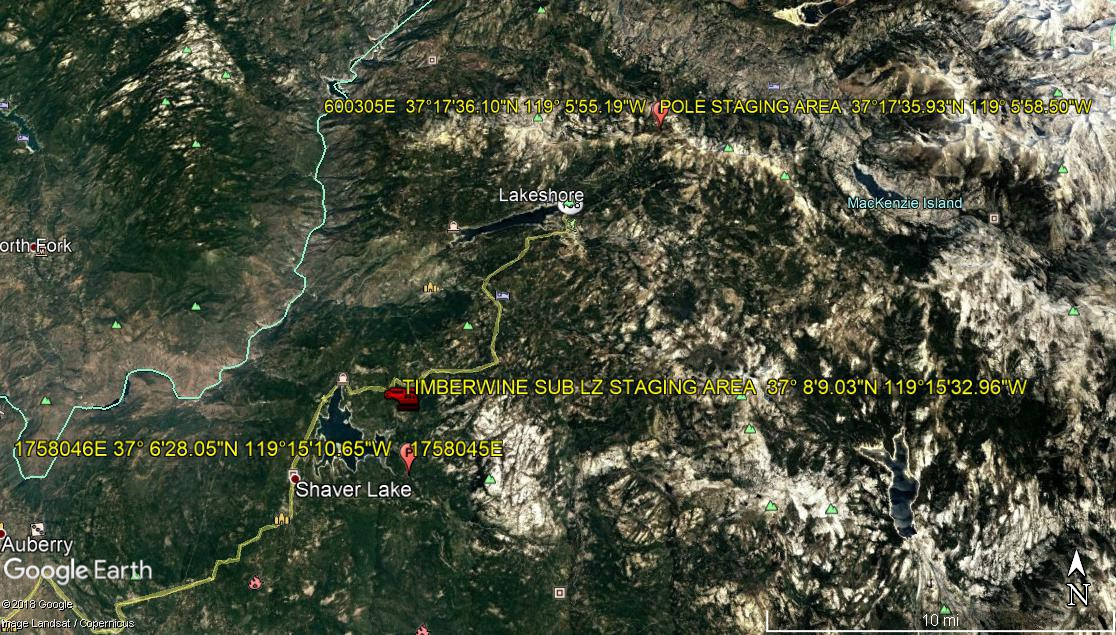 600305E 37°17'36.10"N 119° 5'55.19"W POLE STAGING AREA 37°17'35.93"N 119° 5'58.50"W
Lakeshore
MacKenzie Island
orth Fork
TIMBERWINE SUB LZ STAGING AREA 37° 8'9.03"N 119°15'32.96"W
1758046E 37° 6'28.05"N 119°15'10.65"W 1758045E
Shaver Lake
Auberry
Google Earth
© 2018 Google
Image Landsat / Copernicus
10 mi
N